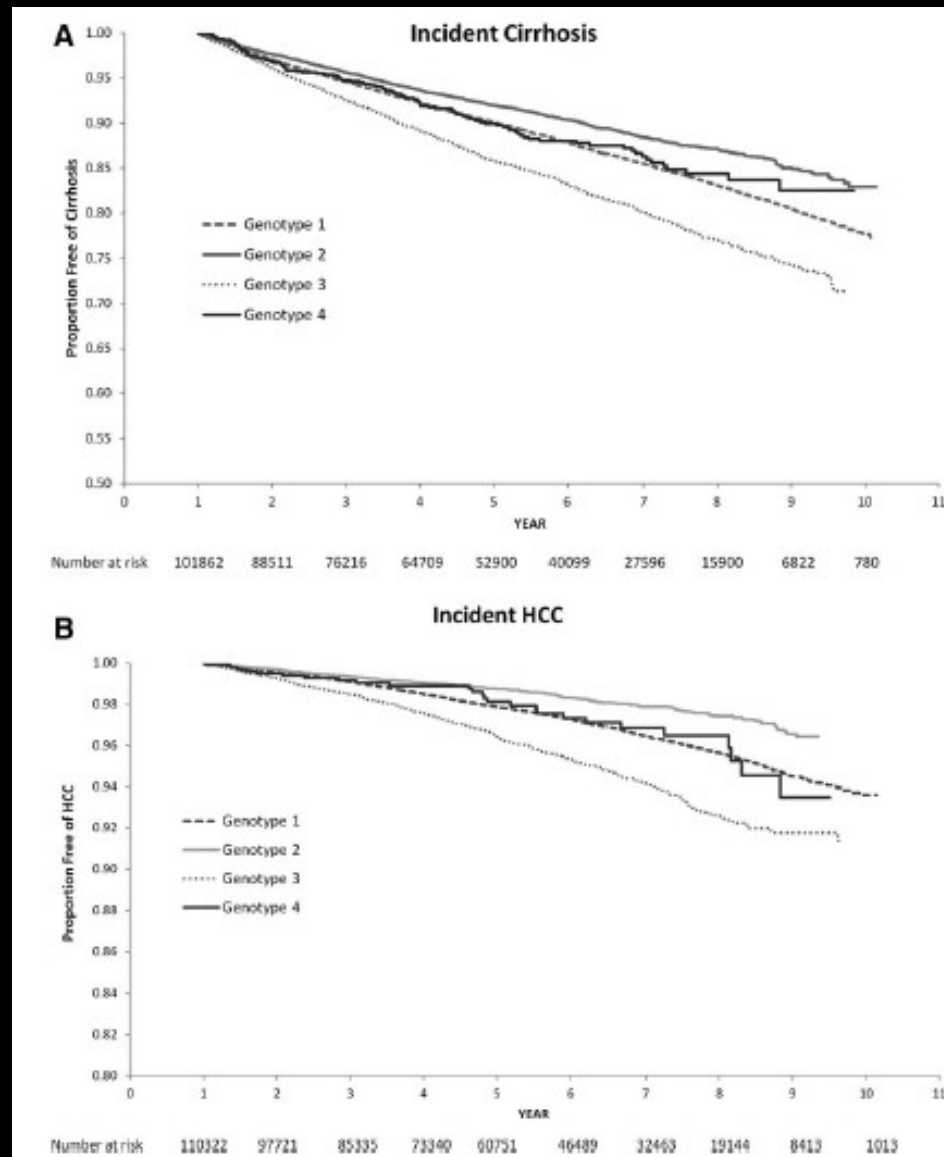 A
Incident Cirrhosis
1.00
0.95
0.90
0.85
0.80
0.75
0.70
0.65
0.60
0.55
0.50
Proportion Free of Cirrhosis
Genotype 1
Genotype 2
Genotype 3
Genotype 4
0 1 2 3 4 5 6 7 8 9 10 11
YEAR
Number at risk 101862 88511 76216 64709 52900 40099 27596 15900 6822 780
B
Incident HCC
1.00
0.98
0.96
0.94
0.92
0.90
0.88
0.86
0.84
0.82
0.80
Proportion Free of HCC
Genotype 1
Genotype 2
Genotype 3
Genotype 4
0 1 2 3 4 5 6 7 8 9 10 11
YEAR
Number at risk 110322 97721 85335 73340 60751 46489 32463 19144 8413 1013